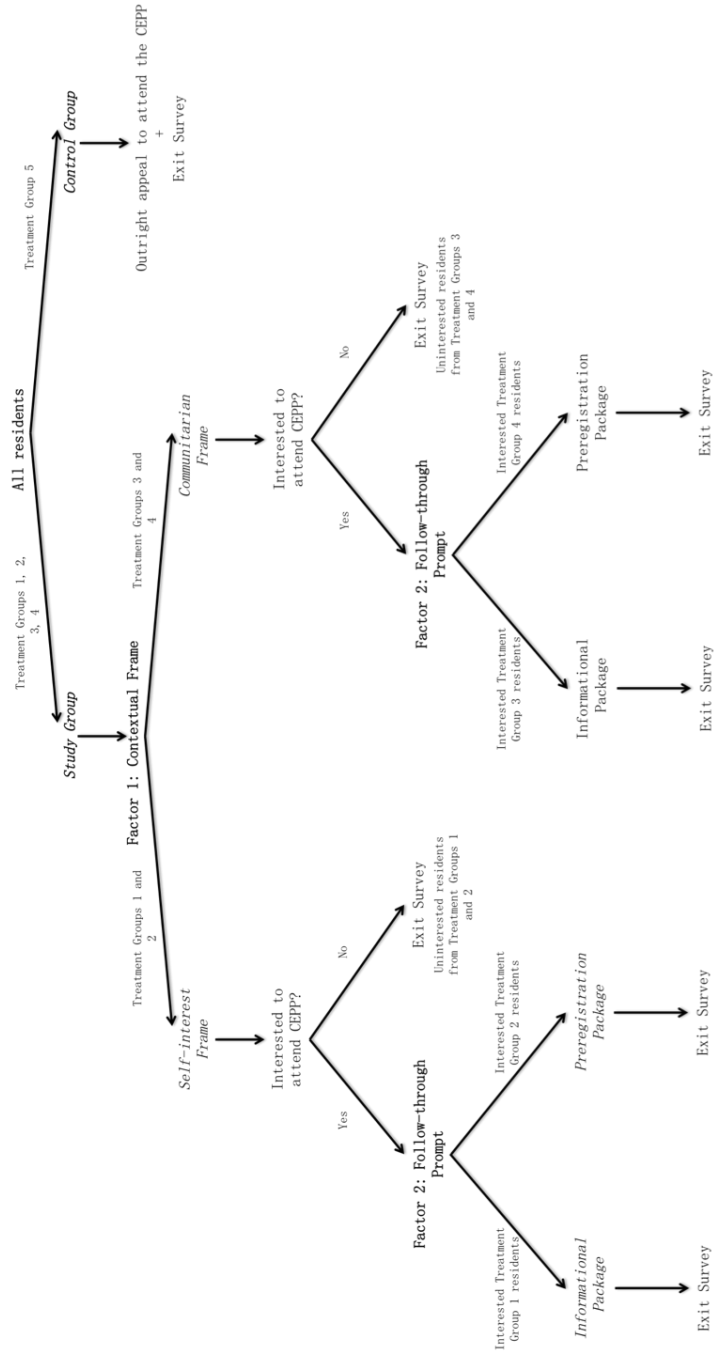 All residents
Treatment Groups 1, 2,
3, 4
Treatment Group 5
Study Group
Control Group
Factor 1: Contextual Frame
Outright appeal to attend the CEPP
+
Exit Survey
Treatment Groups 1 and
2
Treatment Groups 3 and
4
Self-interest
Frame
Communitarian
Frame
Interested to
attend CEPP?
Interested to
attend CEPP?
Yes
No
Yes
No
Factor 2: Follow-through
Prompt
Exit Survey
Uninterested residents
from Treatment Groups 1
and 2
Factor 2: Follow-through
Prompt
Exit Survey
Uninterested residents
from Treatment Groups 3
and 4
Interested Treatment
Group 1 residents
Interested Treatment
Group 2 residents
Interested Treatment
Group 3 residents
Interested Treatment
Group 4 residents
Informational
Package
Preregistration
Package
Informational
Package
Preregistration
Package
Exit Survey
Exit Survey
Exit Survey
Exit Survey